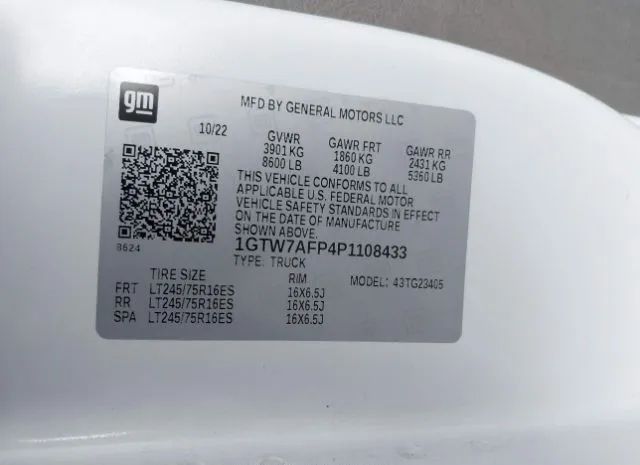 gm
MFD BY GENERAL MOTORS LLC
10/22
GVWR GAWR FRT GAWR RR
3901 KG 1860 KG 2431 KG
8600 LB 4100 LB 5360 LB
THIS VEHICLE CONFORMS TO ALL
APPLICABLE U.S. FEDERAL MOTOR
VEHICLE SAFETY STANDARDS IN EFFECT
ON THE DATE OF MANUFACTURE
SHOWN ABOVE.
8624
1GTW7AFP4P1108433
TYPE: TRUCK
TIRE SIZE RIM MODEL: 43TG23405
FRT LT245/75R16ES 16X6.5J
RR LT245/75R16ES 16X6.5J
SPA LT245/75R16ES 16X6.5J